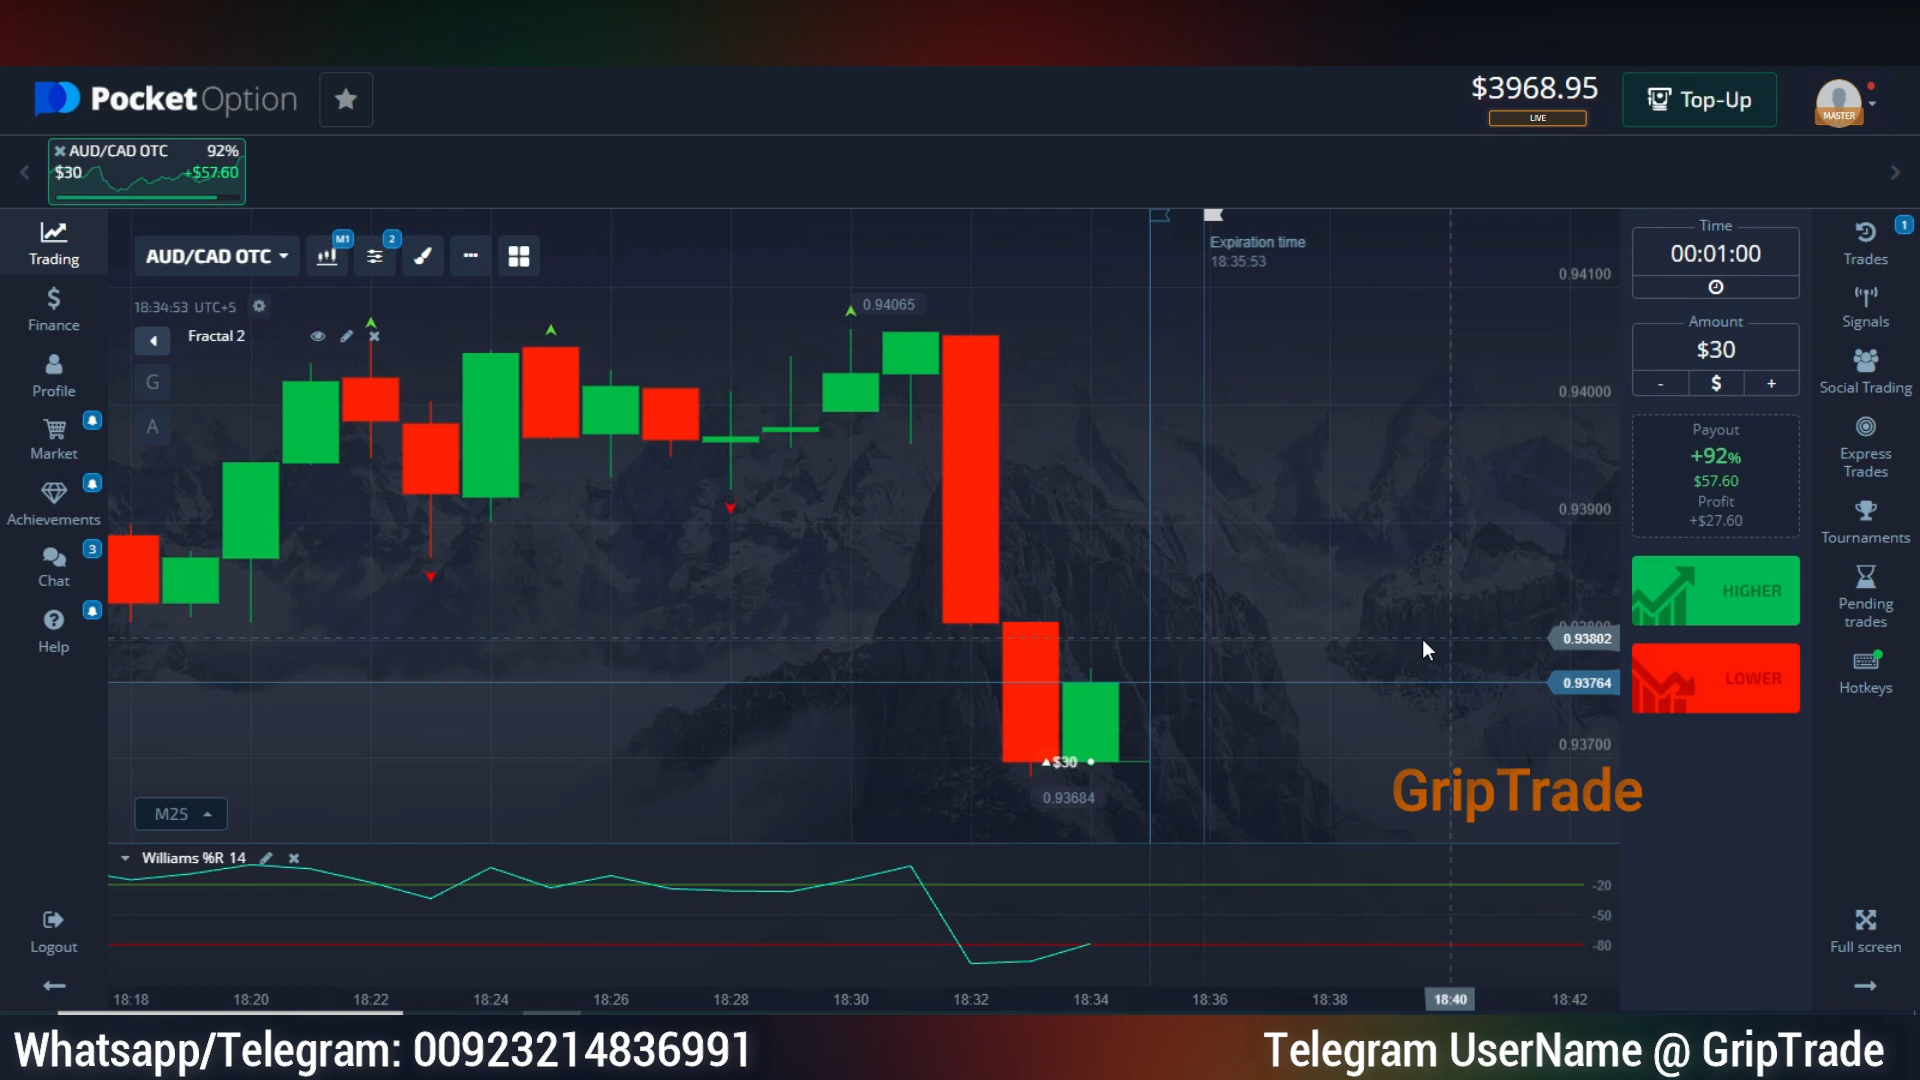 Pocket Option
$3968.95
LIVE
Top-Up
MASTER
AUD/CAD OTC 92%
$30 +$57.60
Trading
Finance
Profile
Market
Achievements
3
Chat
Help
Logout
AUD/CAD OTC
M1
2
18:34:53 UTC+5
Fractal 2
G
A
0.94065
Expiration time
18:35:53
0.94100
0.94000
0.93900
0.93802
0.93764
0.93700
$30
0.93684
M25
Williams %R 14
-20
-50
-80
18:18 18:20 18:22 18:24 18:26 18:28 18:30 18:32 18:34 18:36 18:38 18:40 18:42
Time
00:01:00
Amount
$30
- $ +
Payout
+92%
$57.60
Profit
+$27.60
HIGHER
LOWER
GripTrade
1
Trades
Signals
Social Trading
Express
Trades
Tournaments
Pending
trades
Hotkeys
Full screen
Whatsapp/Telegram: 00923214836991
Telegram UserName @ GripTrade